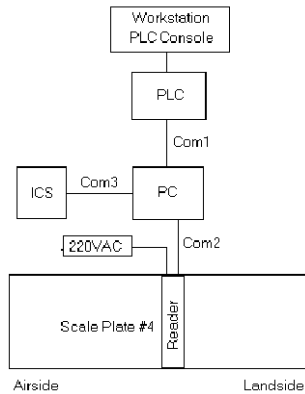 Workstation
PLC Console
PLC
Com1
ICS
Com3
PC
220VAC
Com2
Scale Plate #4
Reader
Airside
Landside